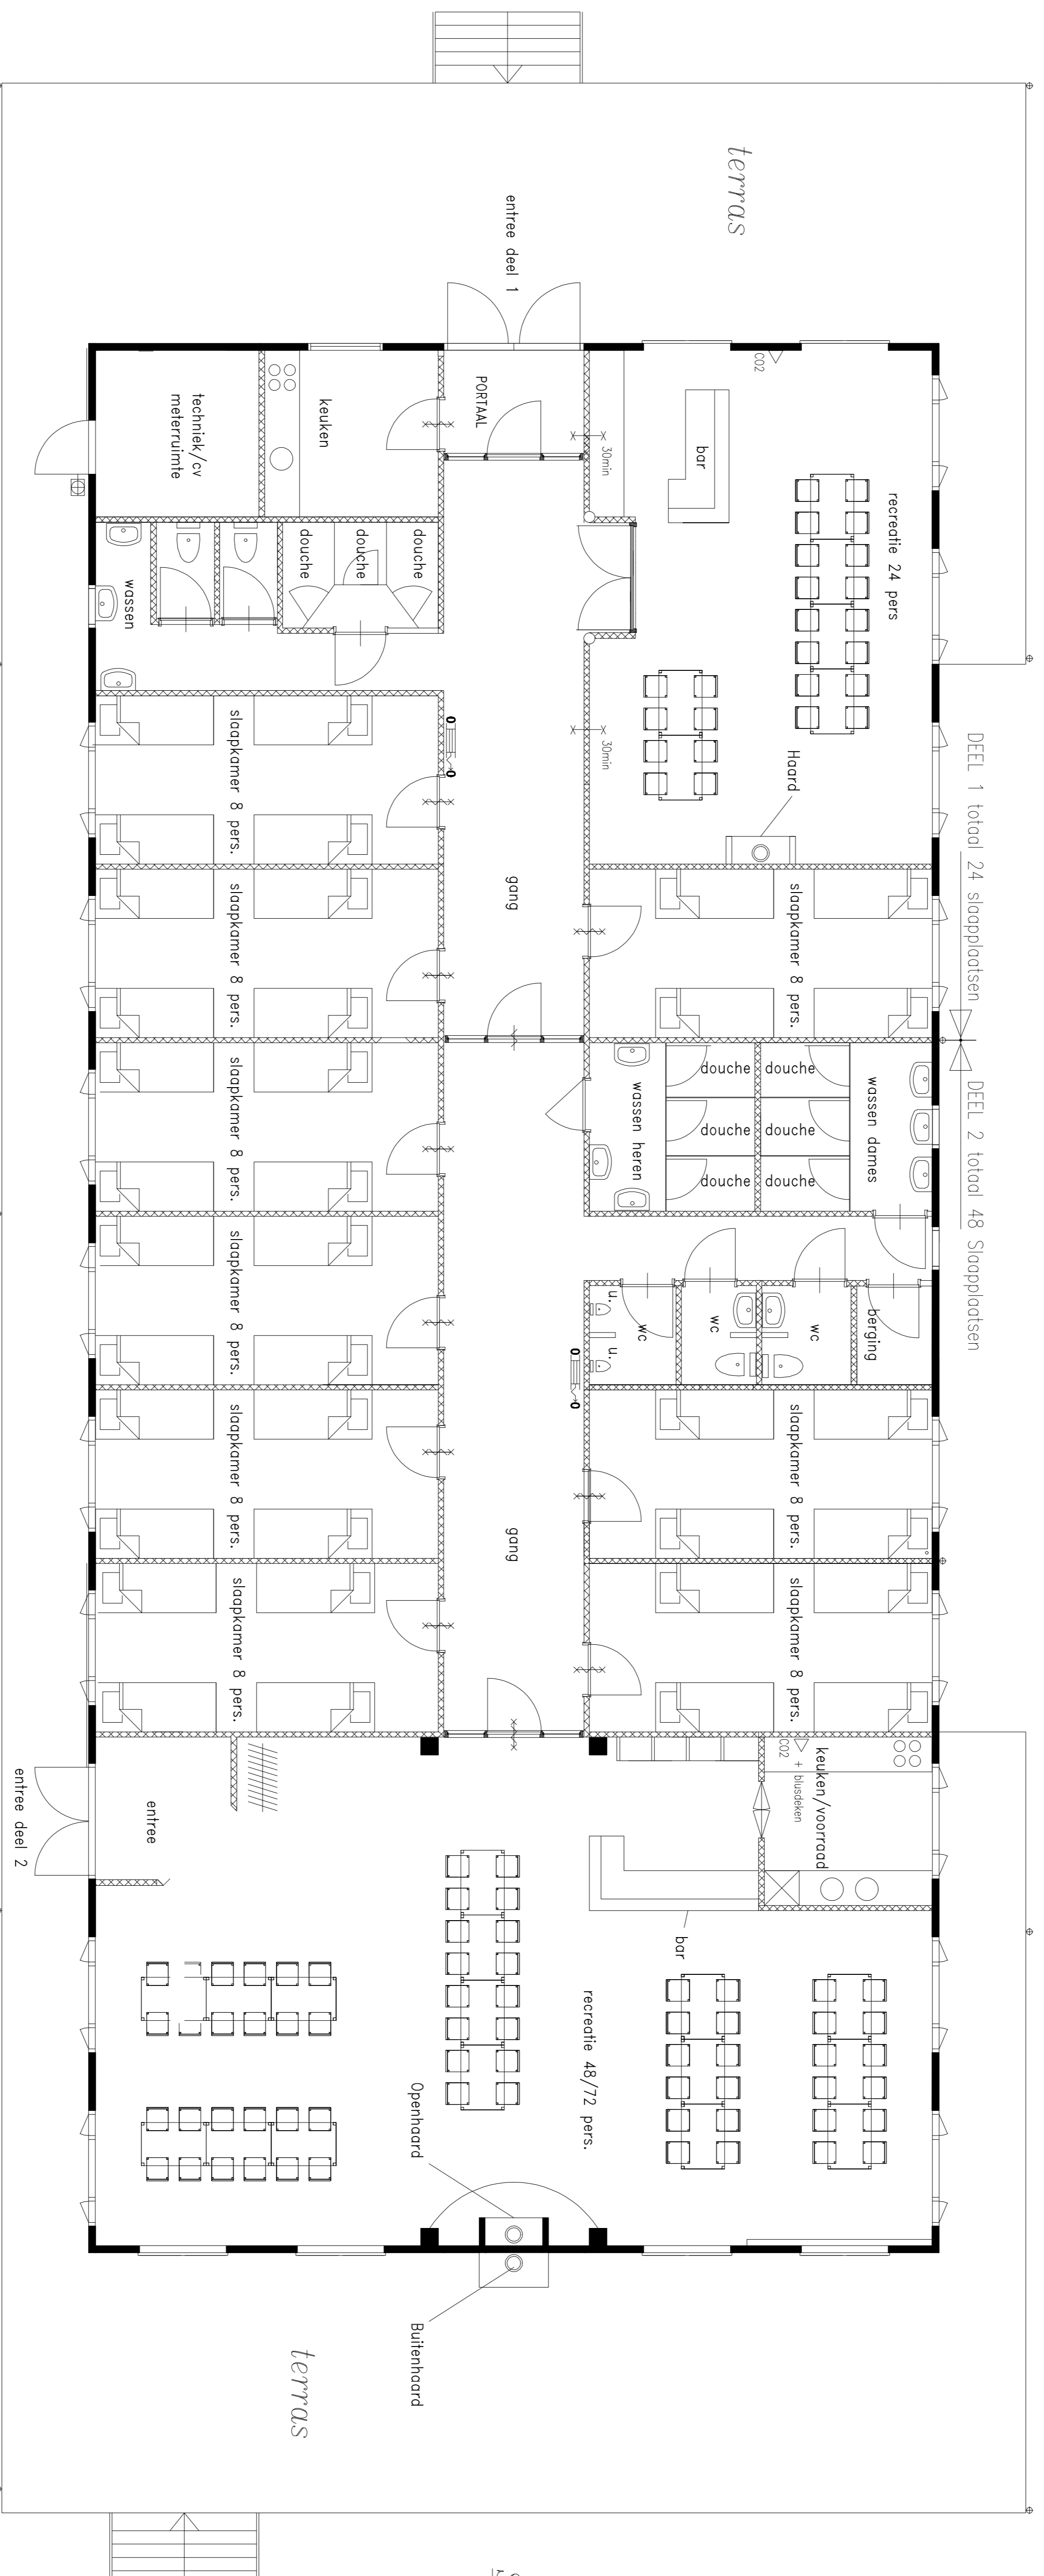 terras
entree deel 1
DEEL 1 totaal 24 slaapplaatsen
DEEL 2 totaal 48 Slaapplaatsen
CO2
bar
recreatie 24 pers
Haard
30min
30min
PORTAAL
keuken
techniek/cv
meterruimte
douche
douche
douche
wassen
gang
slaapkamer 8 pers.
slaapkamer 8 pers.
slaapkamer 8 pers.
slaapkamer 8 pers.
slaapkamer 8 pers.
slaapkamer 8 pers.
slaapkamer 8 pers.
wassen dames
douche
douche
douche
douche
douche
douche
wassen heren
berging
wc
wc
wc
u.
u.
slaapkamer 8 pers.
slaapkamer 8 pers.
gang
keuken/voorraad
+ blusdeken
CO2
bar
recreatie 48/72 pers.
Openhaard
entree
entree deel 2
Buitenhaard
terras